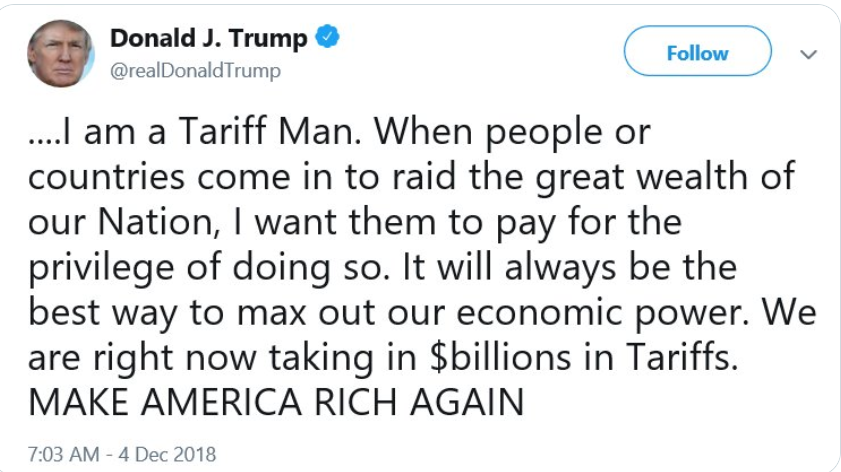 Donald J. Trump
@realDonaldTrump
Follow
....I am a Tariff Man. When people or
countries come in to raid the great wealth of
our Nation, I want them to pay for the
privilege of doing so. It will always be the
best way to max out our economic power. We
are right now taking in $billions in Tariffs.
MAKE AMERICA RICH AGAIN
7:03 AM - 4 Dec 2018